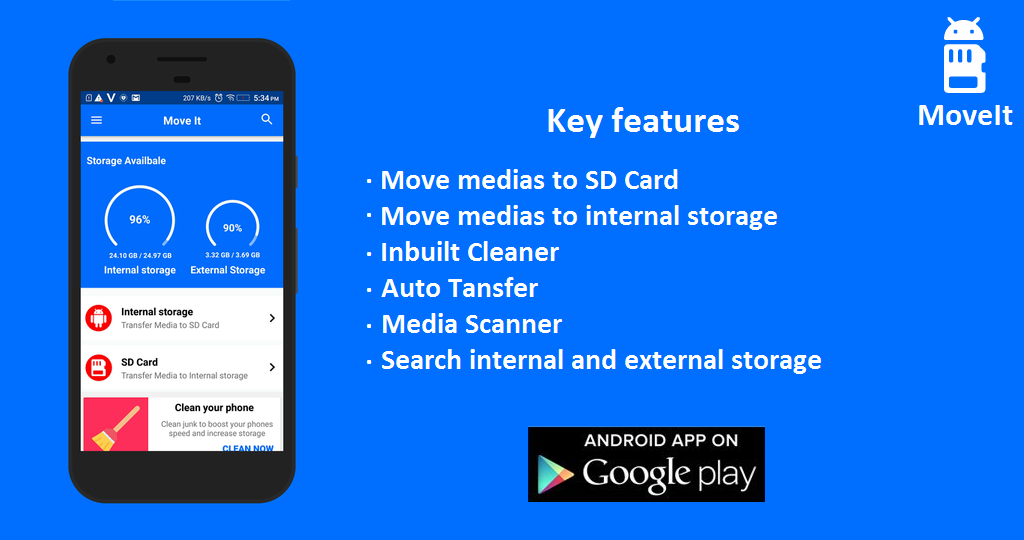 207 KB/s 5:34 PM
Move It
Storage Availbale
96%
90%
24.10 GB / 24.97 GB
3.32 GB / 3.69 GB
Internal storage
External Storage
Internal storage
Transfer Media to SD Card
SD Card
Transfer Media to Internal storage
Clean your phone
Clean junk to boost your phones
speed and increase storage
CLEAN NOW
MoveIt
Key features
· Move medias to SD Card
· Move medias to internal storage
· Inbuilt Cleaner
· Auto Tansfer
· Media Scanner
· Search internal and external storage
ANDROID APP ON
Google play